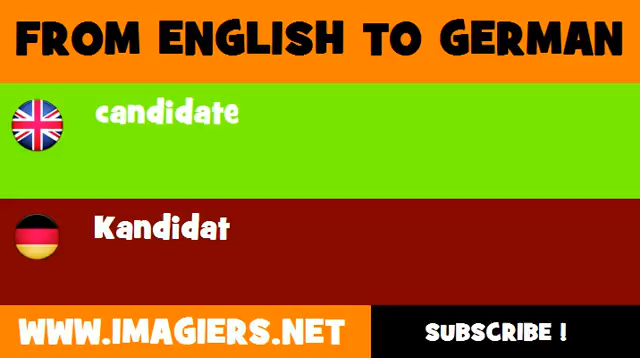 FROM ENGLISH TO GERMAN
candidate
Kandidat
WWW.IMAGIERS.NET
SUBSCRIBE !